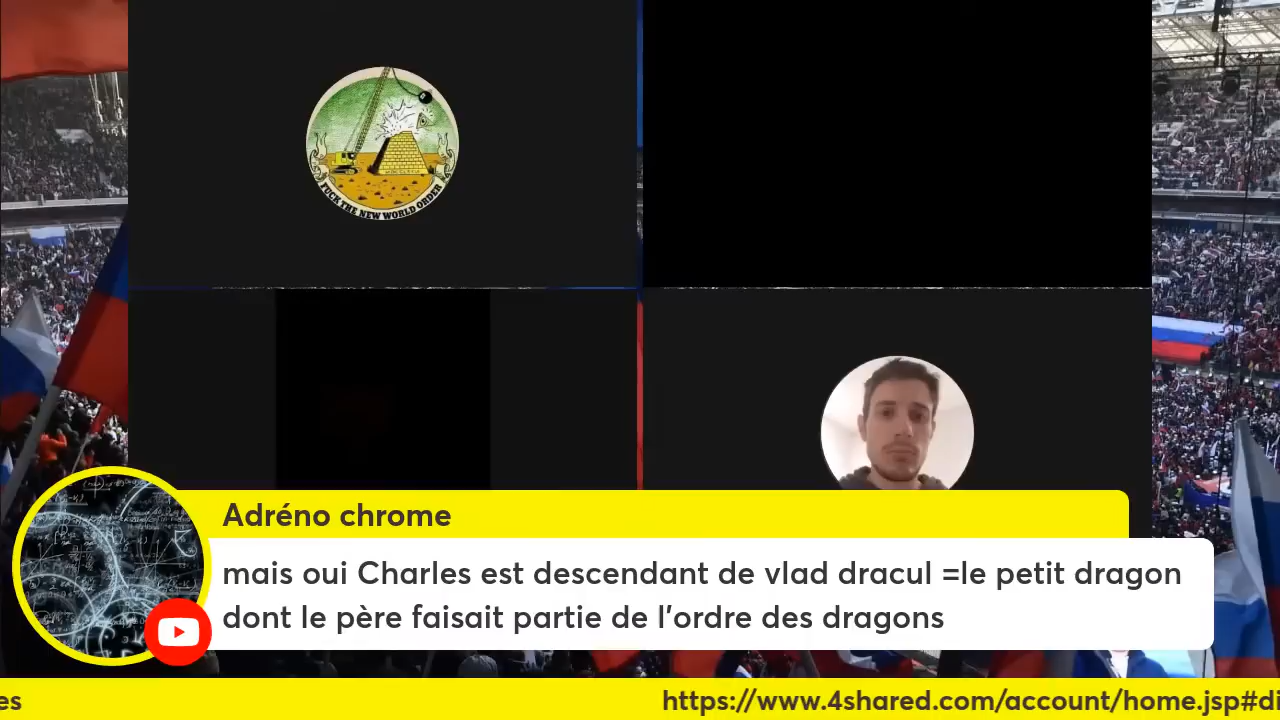 FUCK THE NEW WORLD ORDER
Adréno chrome
mais oui Charles est descendant de vlad dracul =le petit dragon
dont le père faisait partie de l'ordre des dragons
es
https://www.4shared.com/account/home.jsp#di